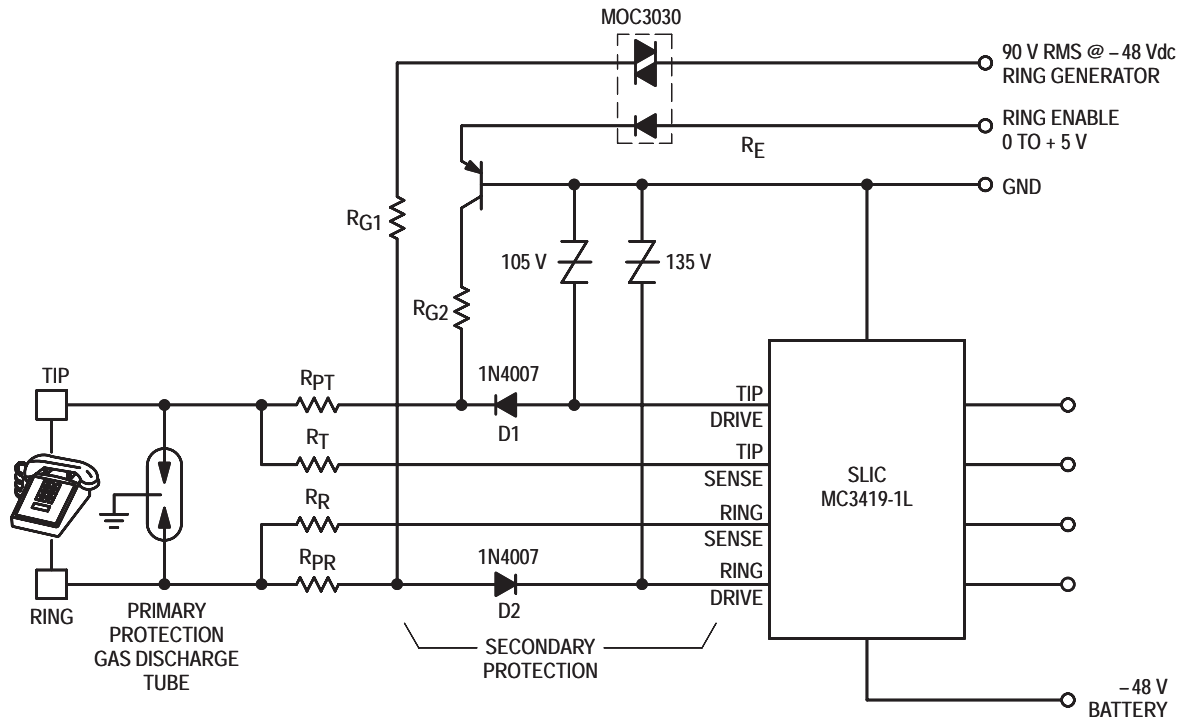 MOC3030
90 V RMS @ – 48 Vdc
RING GENERATOR
RING ENABLE
0 TO + 5 V
RE
GND
RG1
105 V
135 V
RG2
TIP
RPT
1N4007
D1
TIP
DRIVE
RT
TIP
SENSE
SLIC
MC3419-1L
RR
RING
SENSE
RPR
1N4007
D2
RING
DRIVE
RING
PRIMARY
PROTECTION
GAS DISCHARGE
TUBE
SECONDARY
PROTECTION
– 48 V
BATTERY